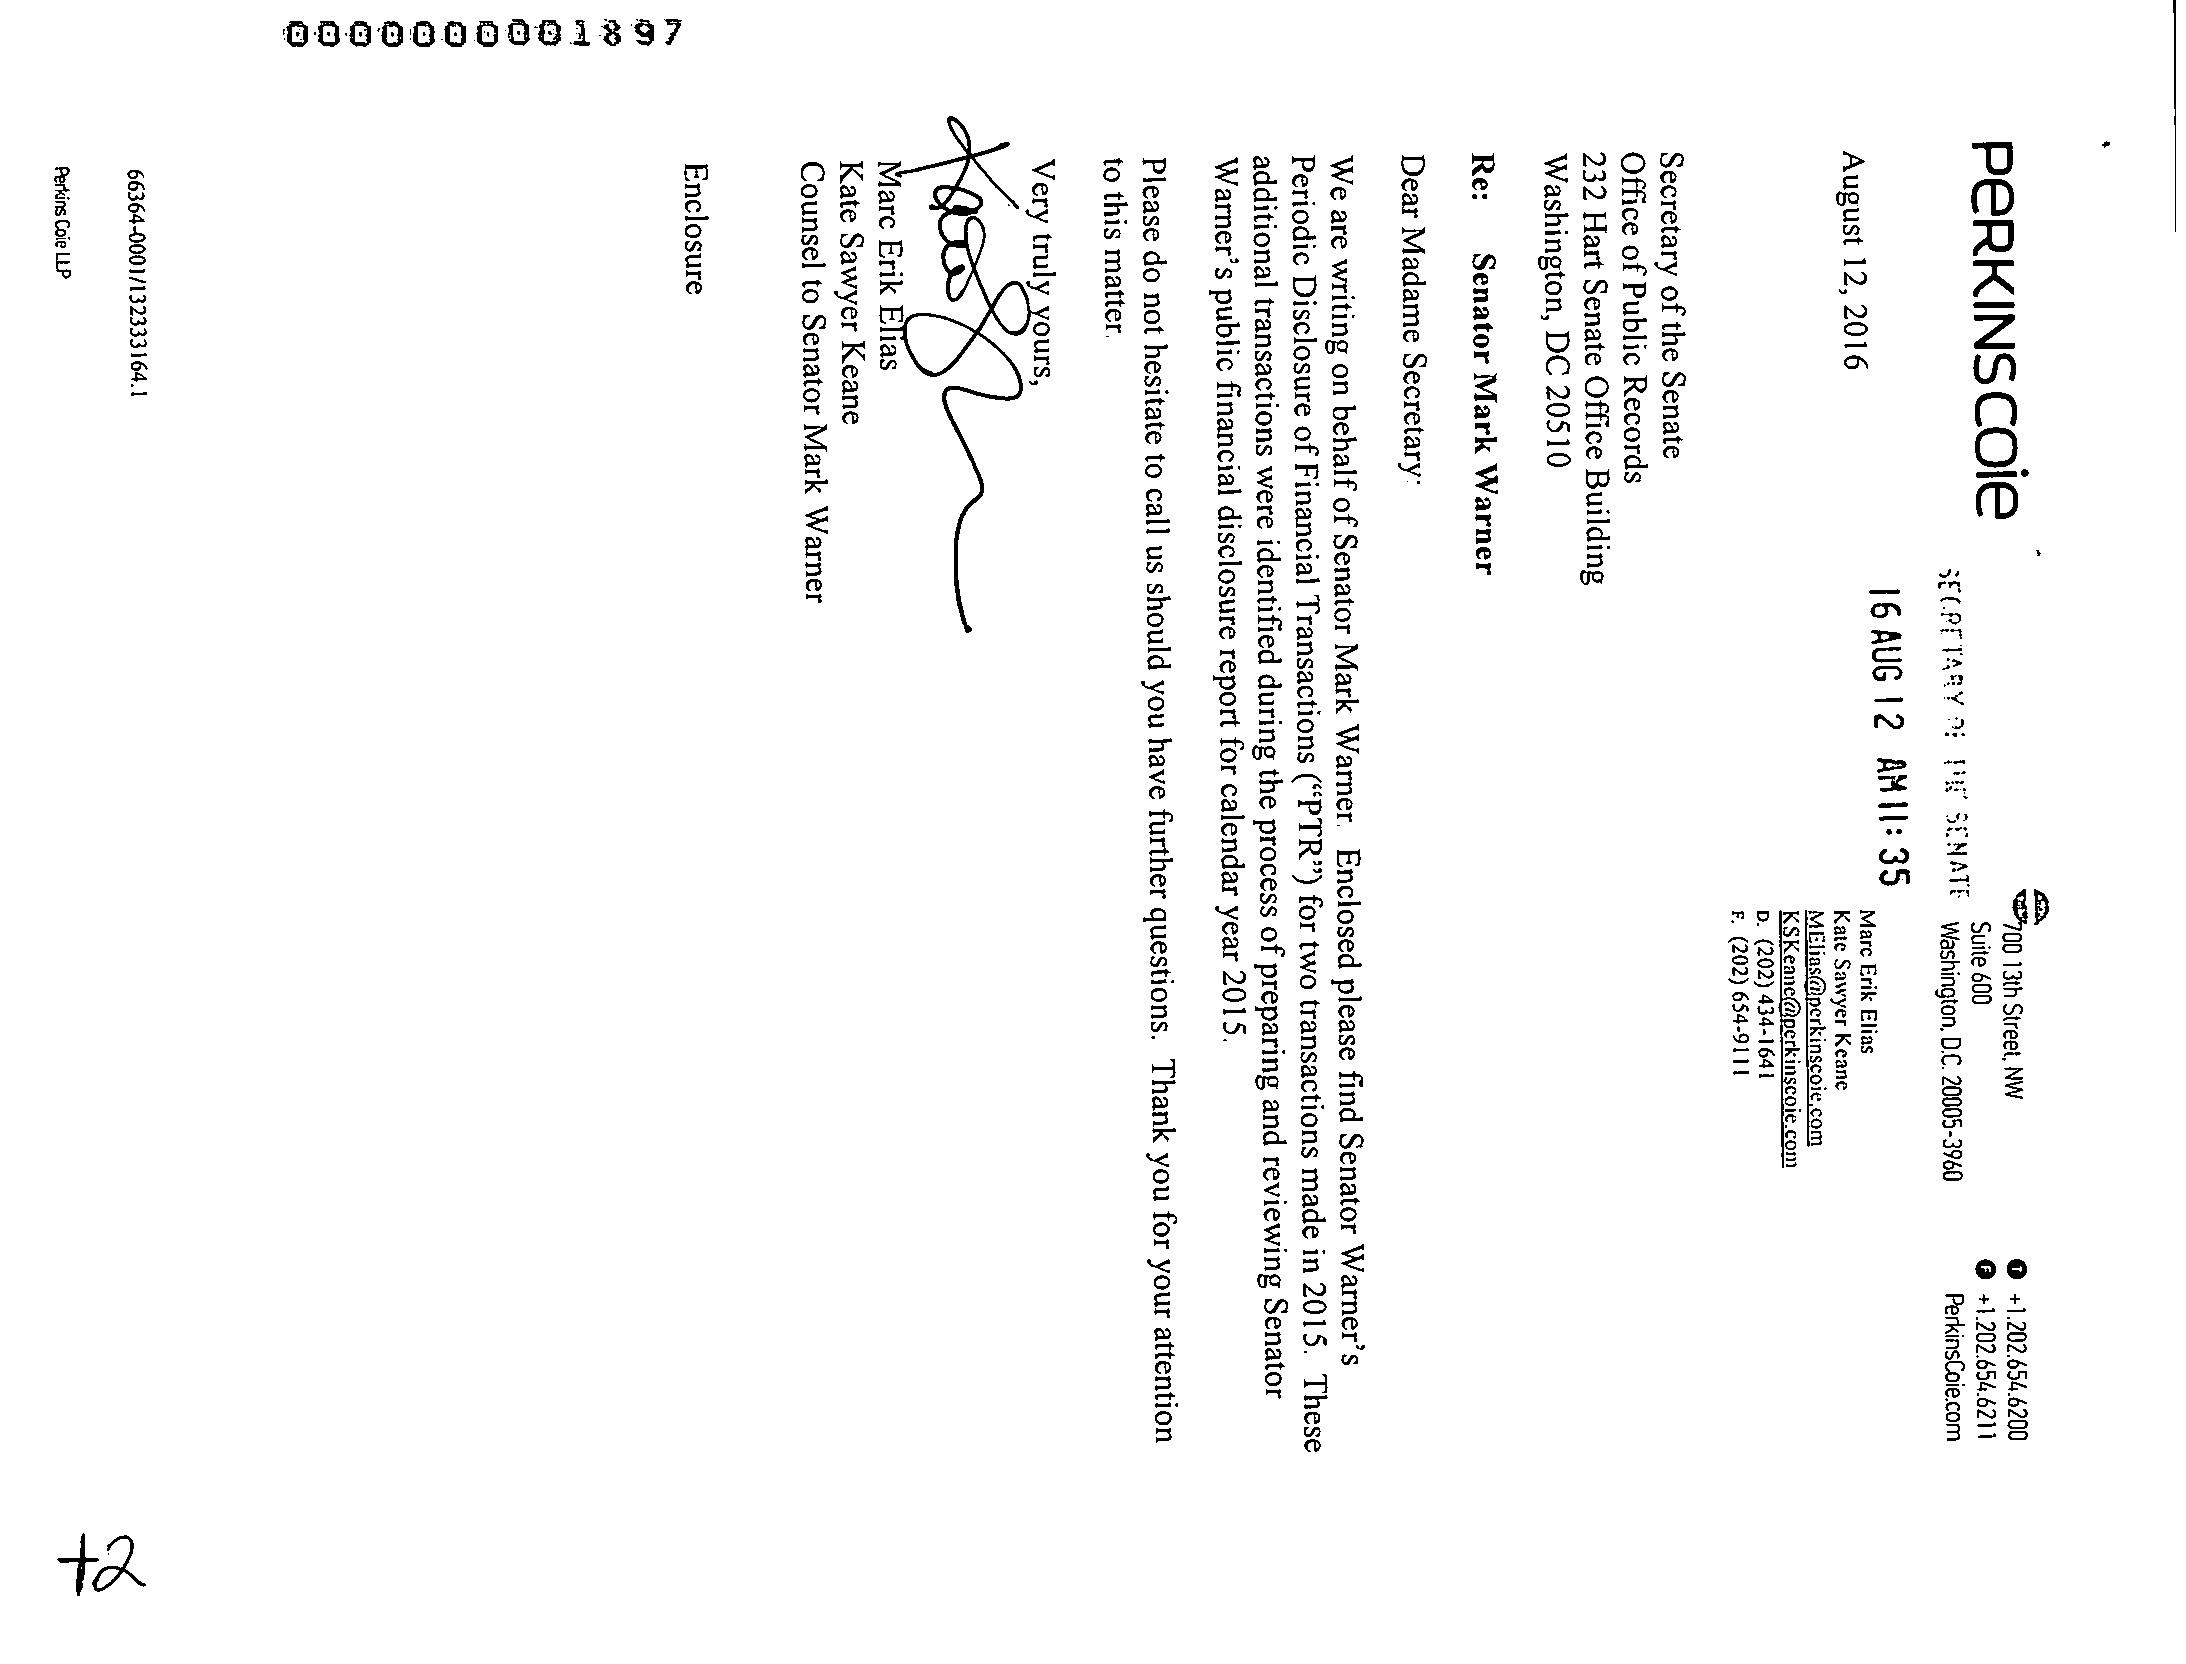 PERKINSCOIE
700 13th Street, NW
Suite 600
Washington, D.C. 20005-3960
+1.202.654.6200
+1.202.654.6211
PerkinsCoie.com
SECRETARY OF THE SENATE
16 AUG 12 AM 11:35
August 12, 2016
Marc Erik Elias
Kate Sawyer Keane
MElias@perkinscoie.com
KSKeane@perkinscoie.com
D. (202) 434-1641
F. (202) 654-9111
Secretary of the Senate
Office of Public Records
232 Hart Senate Office Building
Washington, DC 20510
Re: Senator Mark Warner
Dear Madame Secretary:
We are writing on behalf of Senator Mark Warner. Enclosed please find Senator Warner's
Periodic Disclosure of Financial Transactions ("PTR") for two transactions made in 2015. These
additional transactions were identified during the process of preparing and reviewing Senator
Warner's public financial disclosure report for calendar year 2015.
Please do not hesitate to call us should you have further questions. Thank you for your attention
to this matter.
Very truly yours,
Marc Erik Elias
Kate Sawyer Keane
Counsel to Senator Mark Warner
Enclosure
66364-0001/132333164.1
Perkins Coie LLP
+2
0000000001897